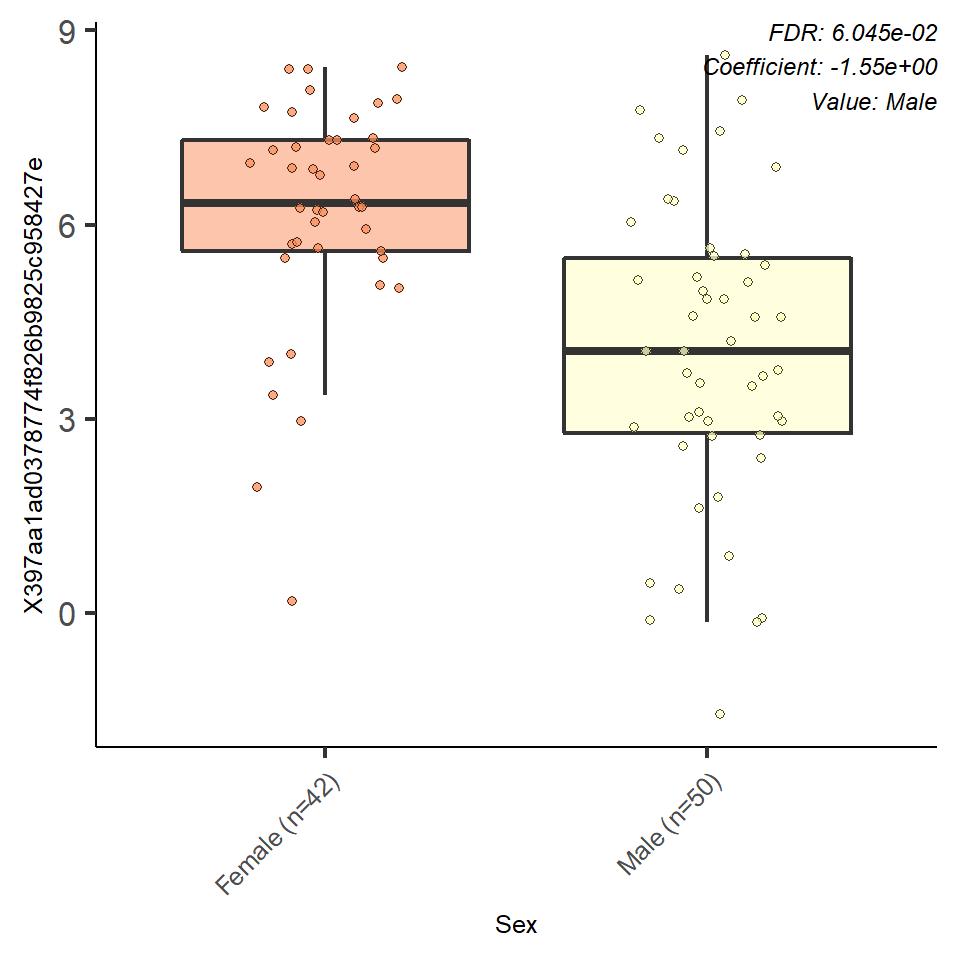 FDR: 6.045e-02
Coefficient: -1.55e+00
Value: Male
X397aa1ad0378774f826b9825c958427e
9
6
3
0
Female (n=42)
Male (n=50)
Sex